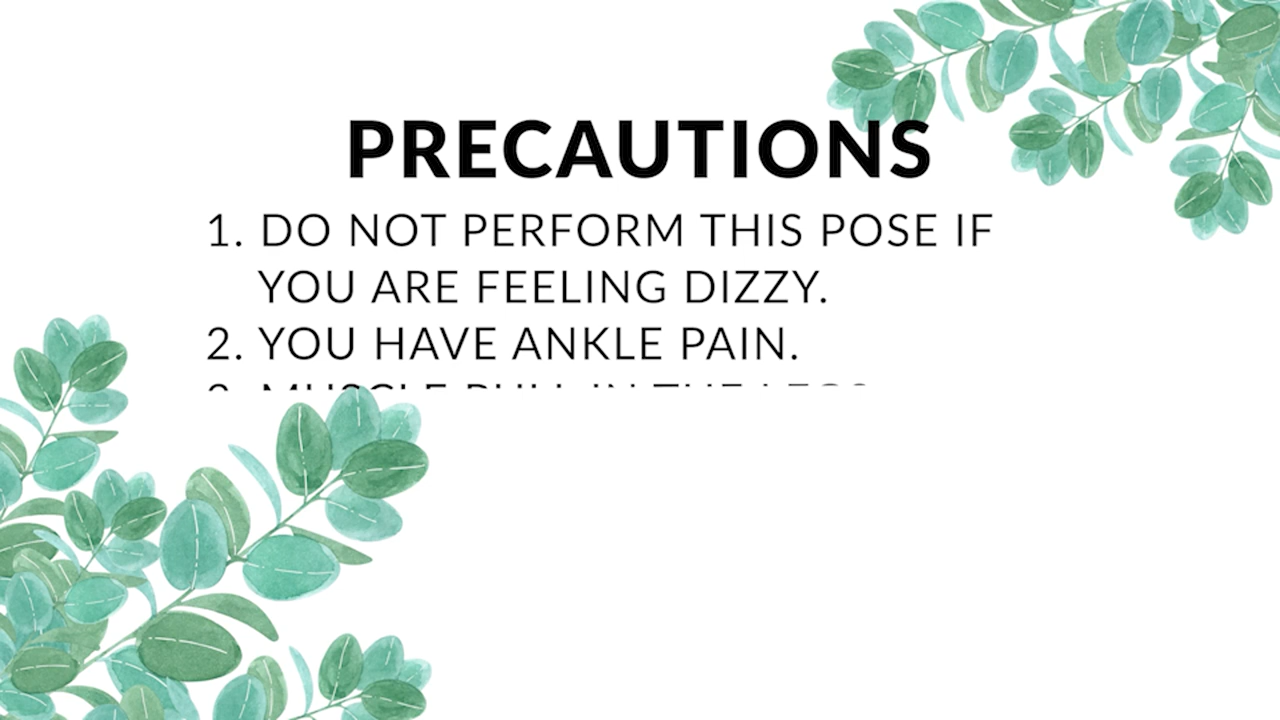 PRECAUTIONS
1. DO NOT PERFORM THIS POSE IF
YOU ARE FEELING DIZZY.
2. YOU HAVE ANKLE PAIN.